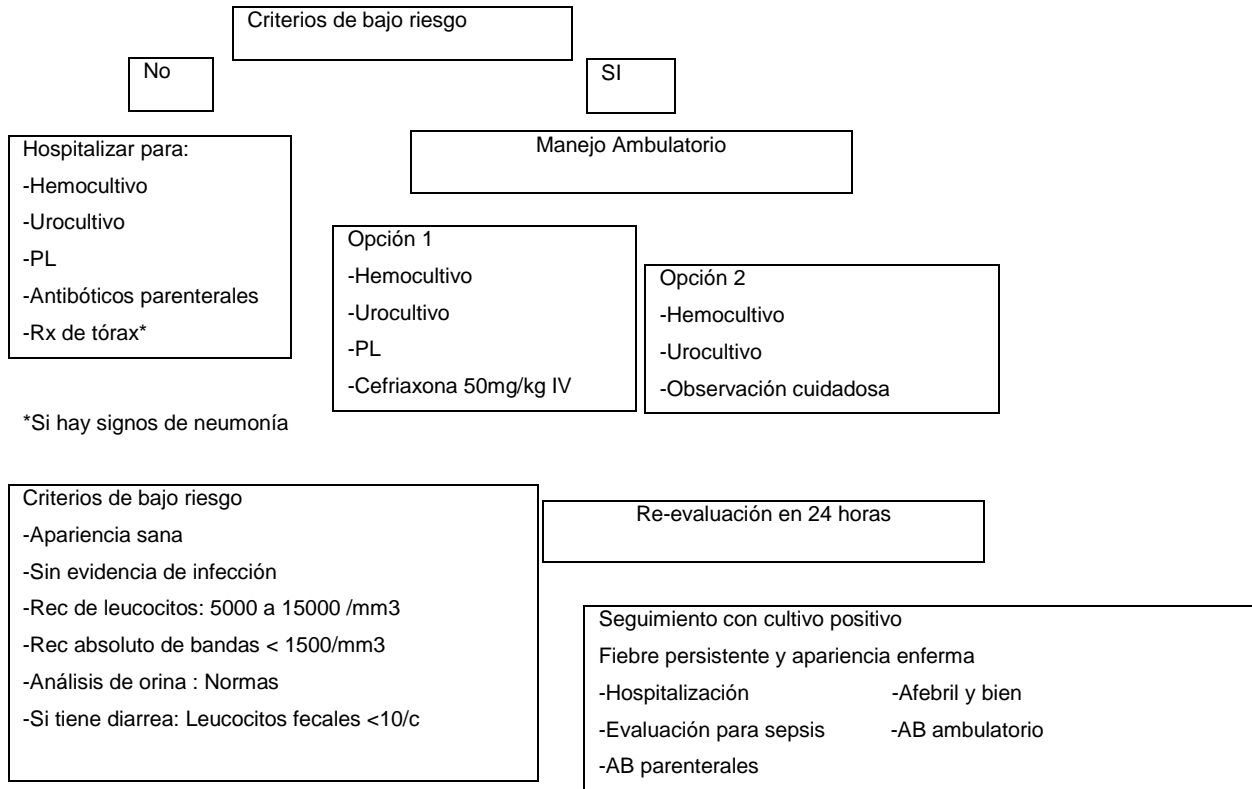 Criterios de bajo riesgo
No
SI
Hospitalizar para:
-Hemocultivo
-Urocultivo
-PL
-Antibóticos parenterales
-Rx de tórax*
Manejo Ambulatorio
Opción 1
-Hemocultivo
-Urocultivo
-PL
-Cefriaxona 50mg/kg IV
Opción 2
-Hemocultivo
-Urocultivo
-Observación cuidadosa
*Si hay signos de neumonía
Criterios de bajo riesgo
-Apariencia sana
-Sin evidencia de infección
-Rec de leucocitos: 5000 a 15000 /mm3
-Rec absoluto de bandas < 1500/mm3
-Análisis de orina : Normas
-Si tiene diarrea: Leucocitos fecales <10/c
Re-evaluación en 24 horas
Seguimiento con cultivo positivo
Fiebre persistente y apariencia enferma
-Hospitalización -Afebril y bien
-Evaluación para sepsis -AB ambulatorio
-AB parenterales